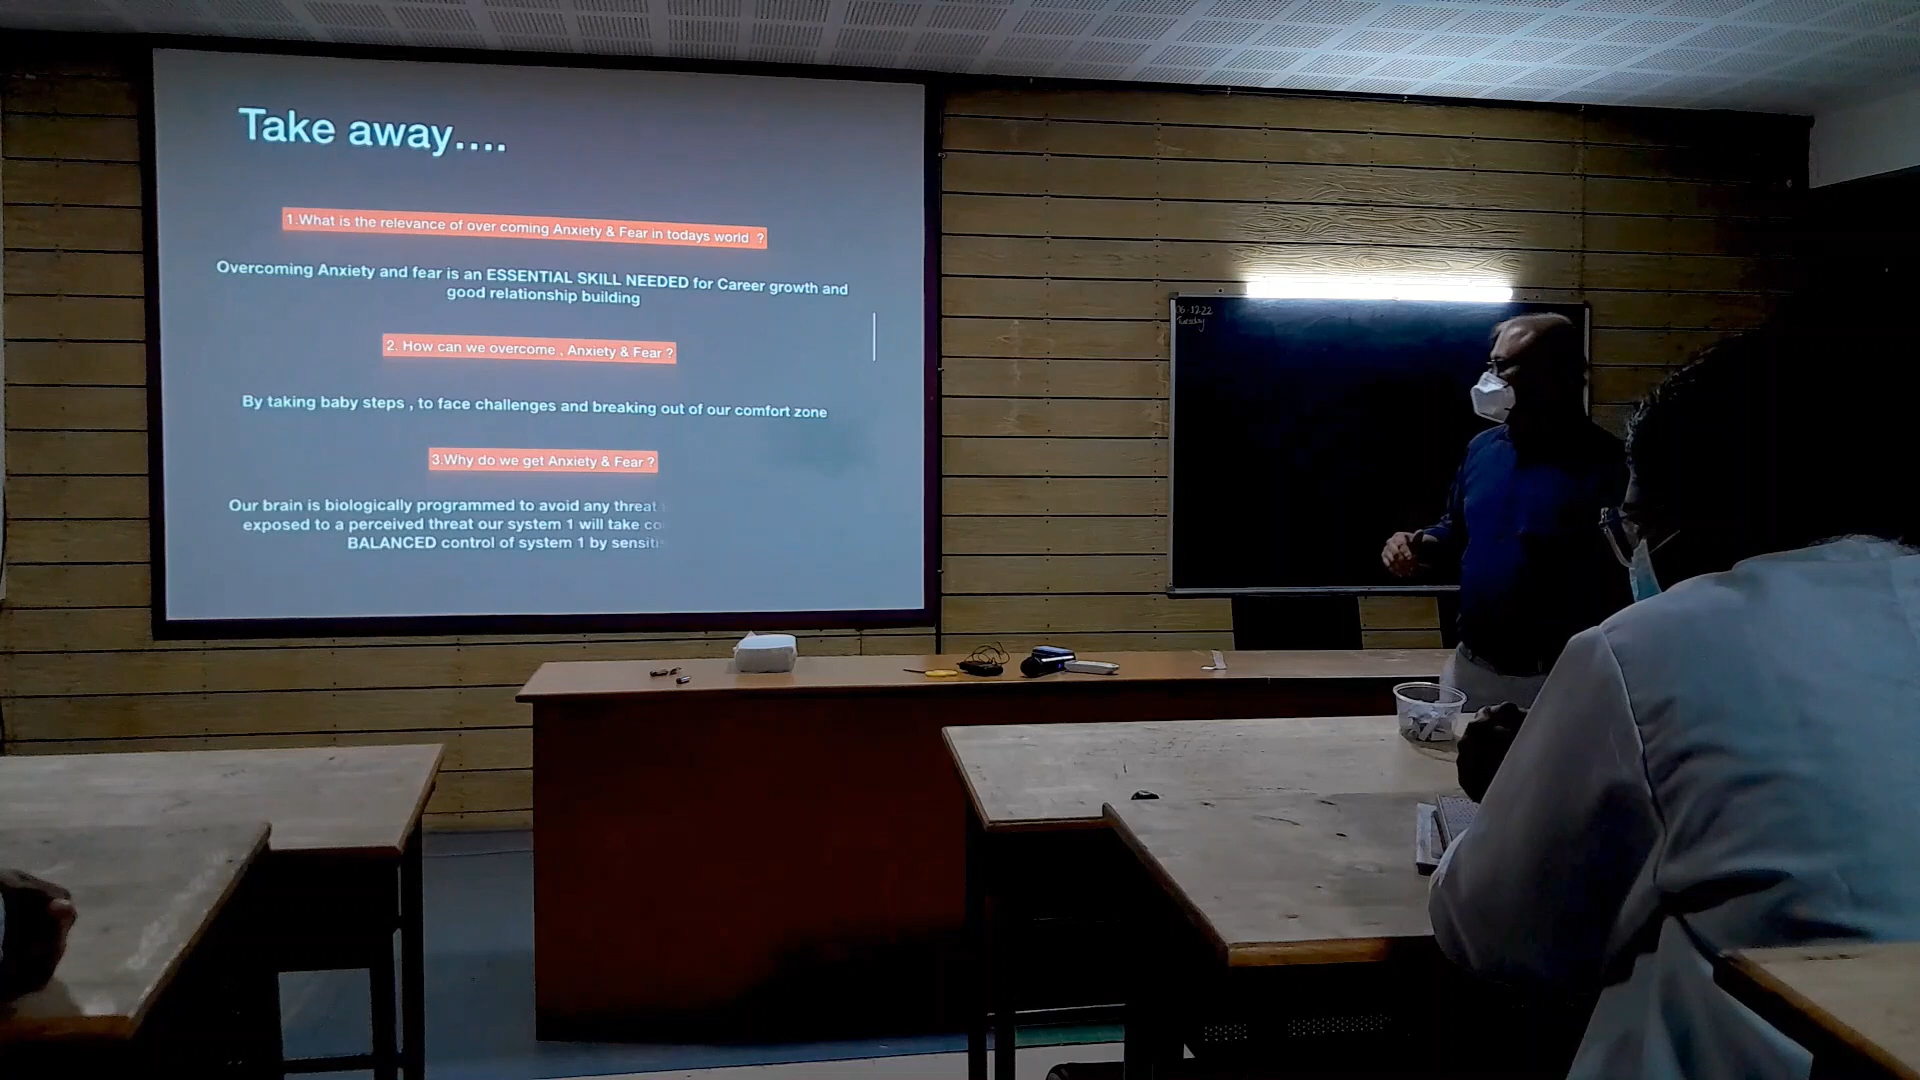 Take away....
1.What is the relevance of over coming Anxiety & Fear in todays world ?
Overcoming Anxiety and fear is an ESSENTIAL SKILL NEEDED for Career growth and
good relationship building
2. How can we overcome , Anxiety & Fear ?
By taking baby steps , to face challenges and breaking out of our comfort zone
3.Why do we get Anxiety & Fear ?
Our brain is biologically programmed to avoid any threat
exposed to a perceived threat our system 1 will take
BALANCED control of system 1 by
Tuesday